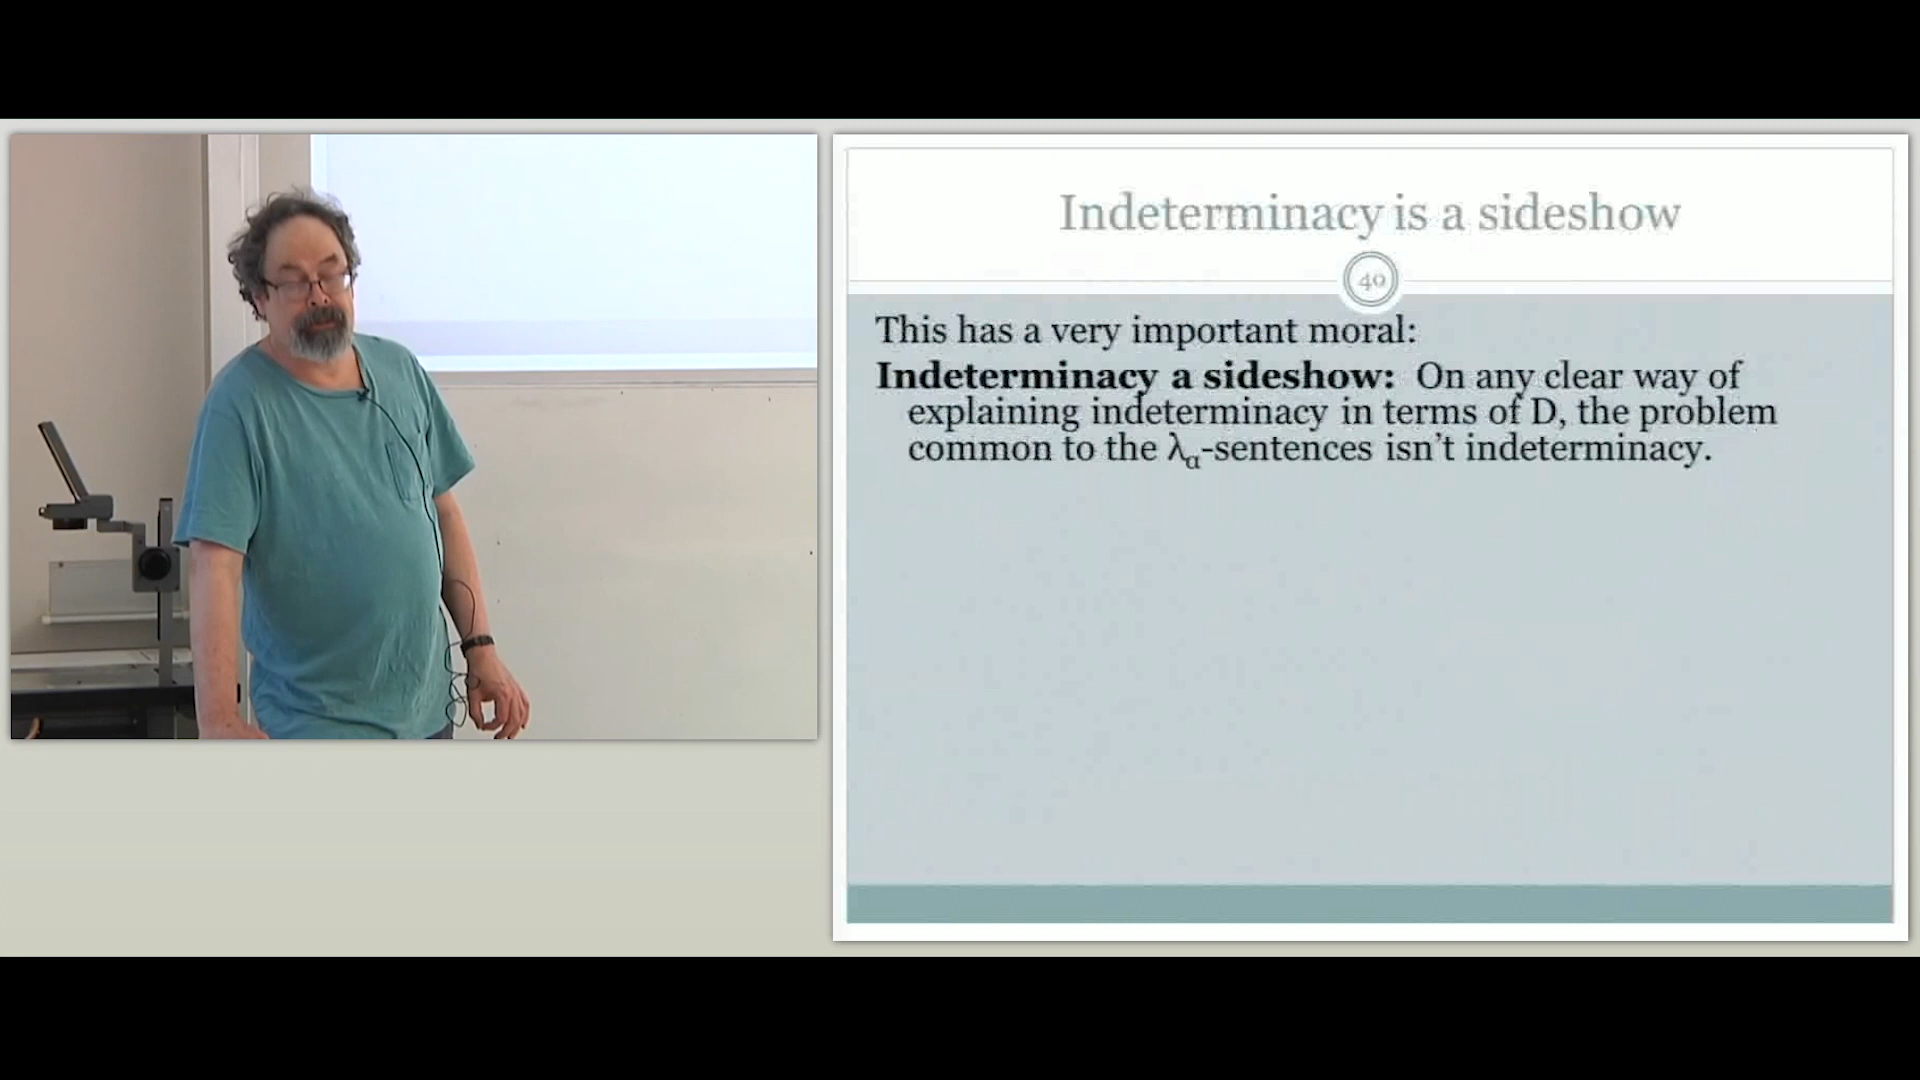 Indeterminacy is a sideshow
40
This has a very important moral:
Indeterminacy a sideshow: On any clear way of
explaining indeterminacy in terms of D, the problem
common to the λα-sentences isn't indeterminacy.